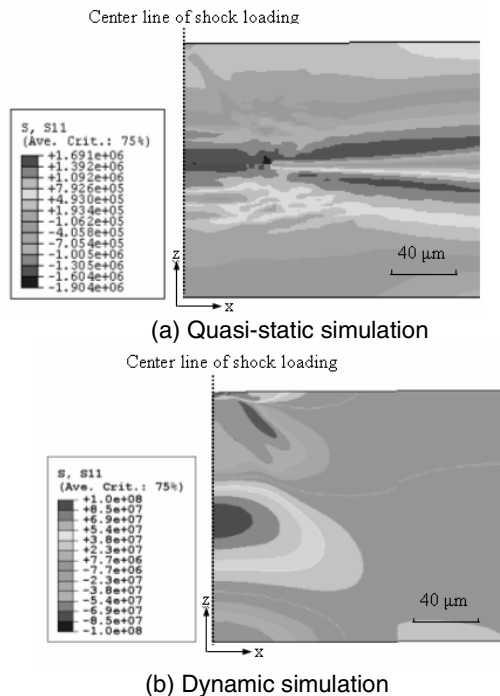 Center line of shock loading
S, S11
(Ave. Crit.: 75%)
+1.691e+06
+1.392e+06
+1.092e+06
+7.926e+05
+4.930e+05
+1.934e+05
-1.062e+05
-4.058e+05
-7.054e+05
-1.005e+06
-1.305e+06
-1.604e+06
-1.904e+06
z
x
40 μm
(a) Quasi-static simulation
Center line of shock loading
S, S11
(Ave. Crit.: 75%)
+1.0e+08
+8.5e+07
+6.9e+07
+5.4e+07
+3.8e+07
+2.3e+07
+7.7e+06
-7.7e+06
-2.3e+07
-3.8e+07
-5.4e+07
-6.9e+07
-8.5e+07
-1.0e+08
z
x
40 μm
(b) Dynamic simulation